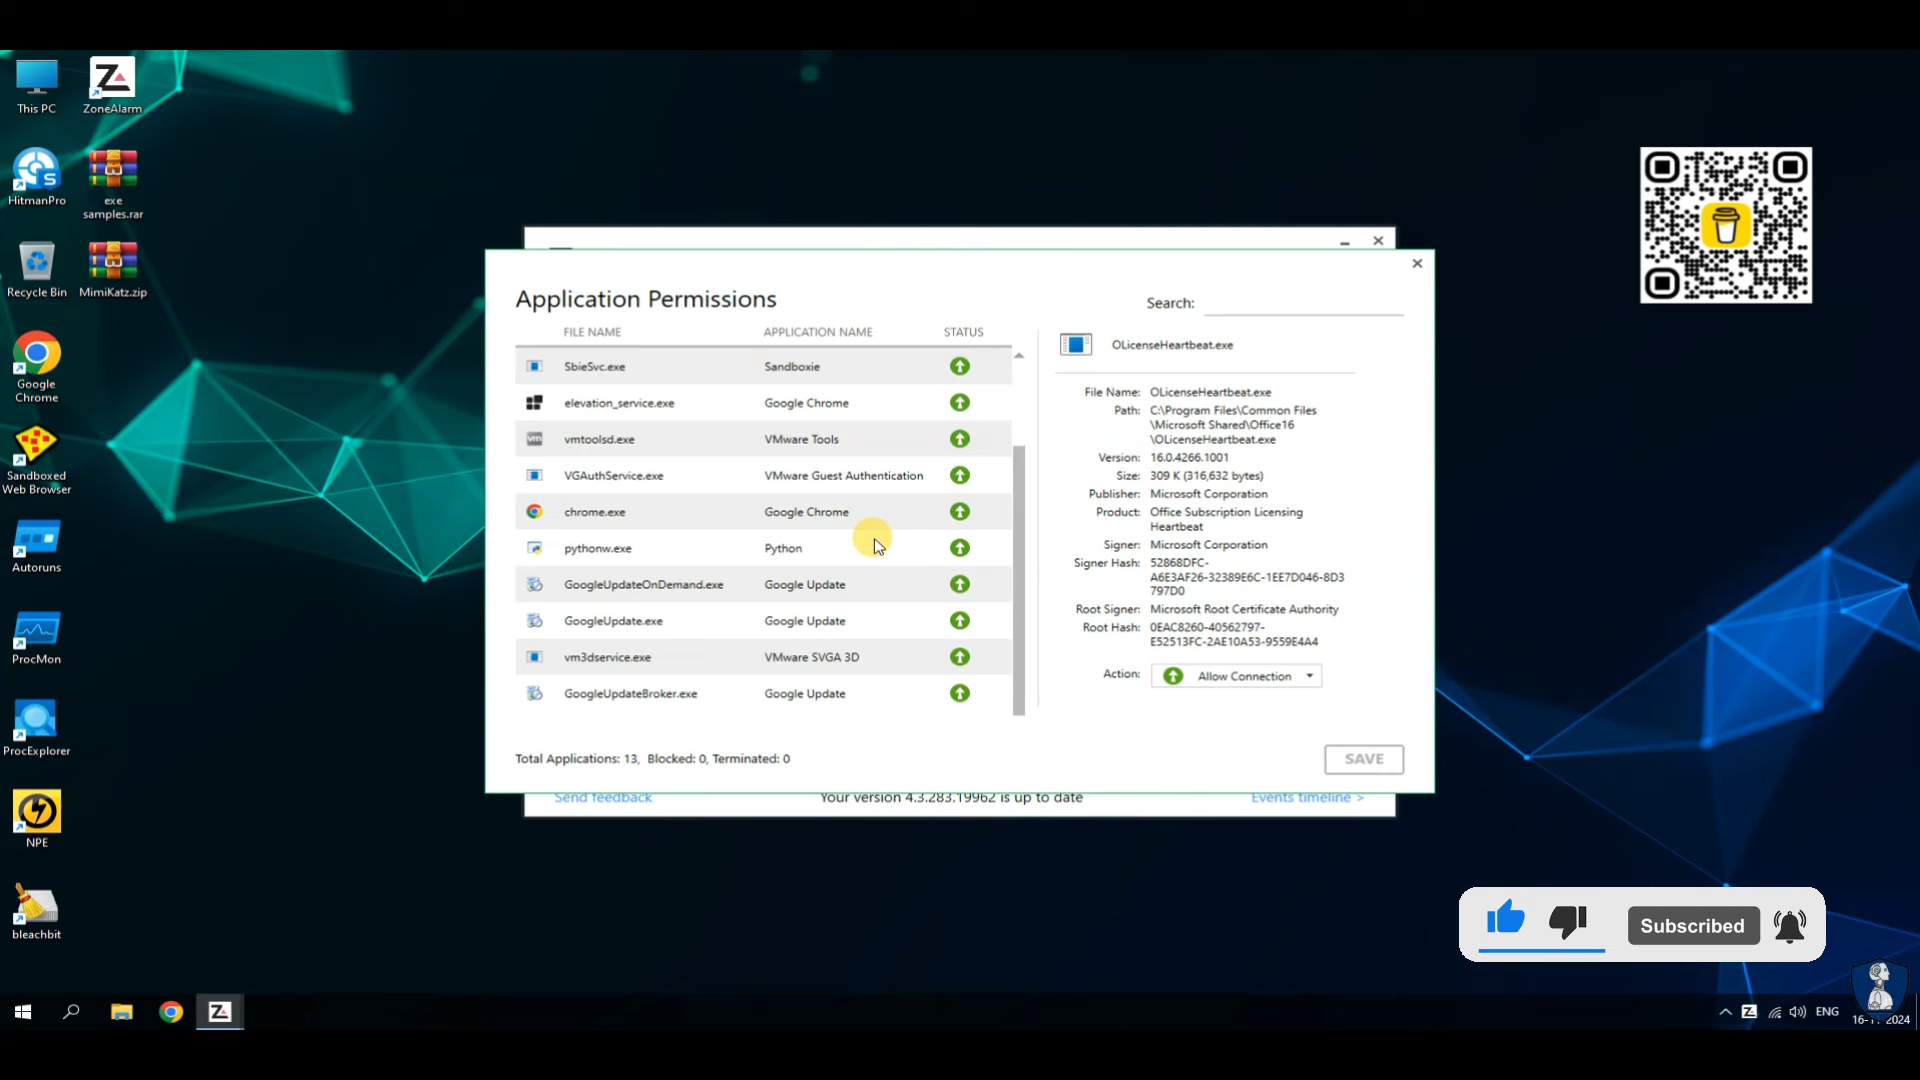 This PC
ZoneAlarm
HitmanPro
exe
samples.rar
Recycle Bin
MimiKatz.zip
Google
Chrome
Sandboxed
Web Browser
Autoruns
ProcMon
ProcExplorer
NPE
bleachbit
Application Permissions
Search:
FILE NAME APPLICATION NAME STATUS
SbieSvc.exe Sandboxie
elevation_service.exe Google Chrome
vmtoolsd.exe VMware Tools
VGAuthService.exe VMware Guest Authentication
chrome.exe Google Chrome
pythonw.exe Python
GoogleUpdateOnDemand.exe Google Update
GoogleUpdate.exe Google Update
vm3dservice.exe VMware SVGA 3D
GoogleUpdateBroker.exe Google Update
Total Applications: 13, Blocked: 0, Terminated: 0
OLicenseHeartbeat.exe
File Name: OLicenseHeartbeat.exe
Path: C:\Program Files\Common Files
\Microsoft Shared\Office16
\OLicenseHeartbeat.exe
Version: 16.0.4266.1001
Size: 309 K (316,632 bytes)
Publisher: Microsoft Corporation
Product: Office Subscription Licensing
Heartbeat
Signer: Microsoft Corporation
Signer Hash: 52868DFC-
A6E3AF26-32389E6C-1EE7D046-8D3
797D0
Root Signer: Microsoft Root Certificate Authority
Root Hash: 0EAC8260-40562797-
E52513FC-2AE10A53-9559E4A4
Action: Allow Connection
SAVE
Send feedback Your version 4.3.283.19962 is up to date Events timeline >
Subscribed
ENG